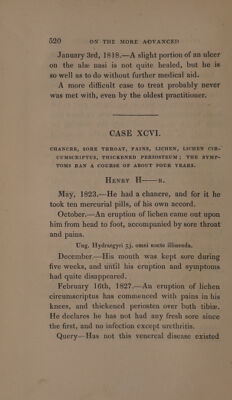 520 ON THE MORE ADVANCED
January 3rd, 1818.—A slight portion of an ulcer
on the alæ nasi is not quite healed, but he is
so well as to do without further medical aid.
A more difficult case to treat probably never
was met with, even by the oldest practitioner.
CASE XCVI.
CHANCRE, SORE THROAT, PAINS, LICHEN, LICHEN CIR-
CUMSCRIPTUS, THICKENED PERIOSTEUM; THE SYMP-
TOMS RAN A COURSE OF ABOUT FOUR YEARS.
HENRY H——R.
May, 1823.—He had a chancre, and for it he
took ten mercurial pills, of his own accord.
October.—An eruption of lichen came out upon
him from head to foot, accompanied by sore throat
and pains.
Ung. Hydrargyri ʒj. omni nocte illinenda.
December.—His mouth was kept sore during
five weeks, and until his eruption and symptoms
had quite disappeared.
February 16th, 1827.—An eruption of lichen
circumscriptus has commenced with pains in his
knees, and thickened periosten over both tibiæ.
He declares he has not had any fresh sore since
the first, and no infection except urethritis.
Query—Has not this venereal disease existed